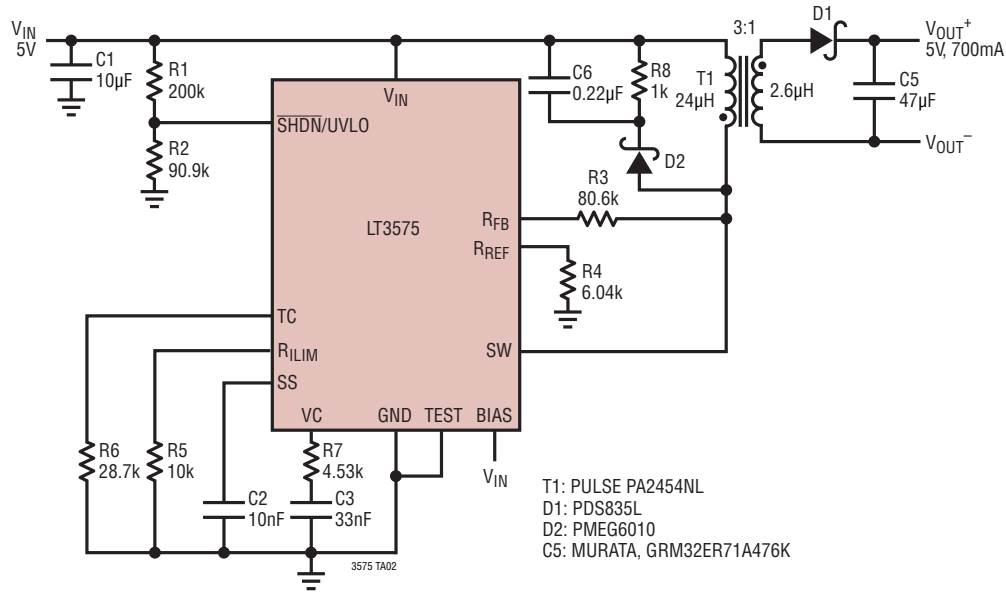 VIN
5V
C1
10µF
R1
200k
R2
90.9k
VIN
SHDN/UVLO
LT3575
RFB
RREF
SW
TC
RILIM
SS
VC
GND
TEST
BIAS
VIN
C6
0.22µF
R8
1k
D2
R3
80.6k
R4
6.04k
T1
24µH
3:1
2.6µH
D1
C5
47µF
VOUT+
5V, 700mA
VOUT–
R6
28.7k
R5
10k
C2
10nF
R7
4.53k
C3
33nF
3575 TA02
T1: PULSE PA2454NL
D1: PDS835L
D2: PMEG6010
C5: MURATA, GRM32ER71A476K